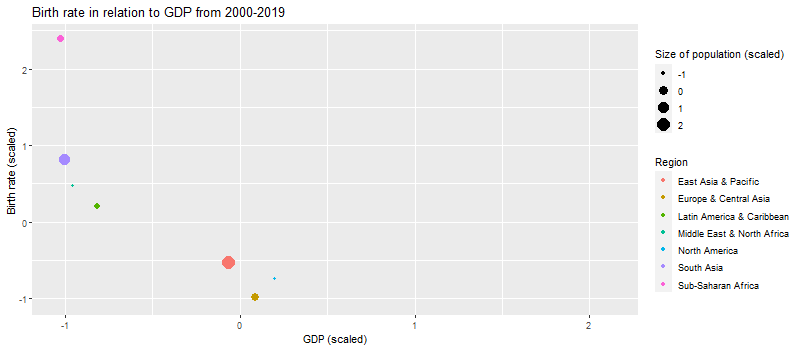 Birth rate in relation to GDP from 2000-2019
Birth rate (scaled)
2
1
0
-1
-1
0
1
2
GDP (scaled)
Size of population (scaled)
-1
0
1
2
Region
East Asia & Pacific
Europe & Central Asia
Latin America & Caribbean
Middle East & North Africa
North America
South Asia
Sub-Saharan Africa